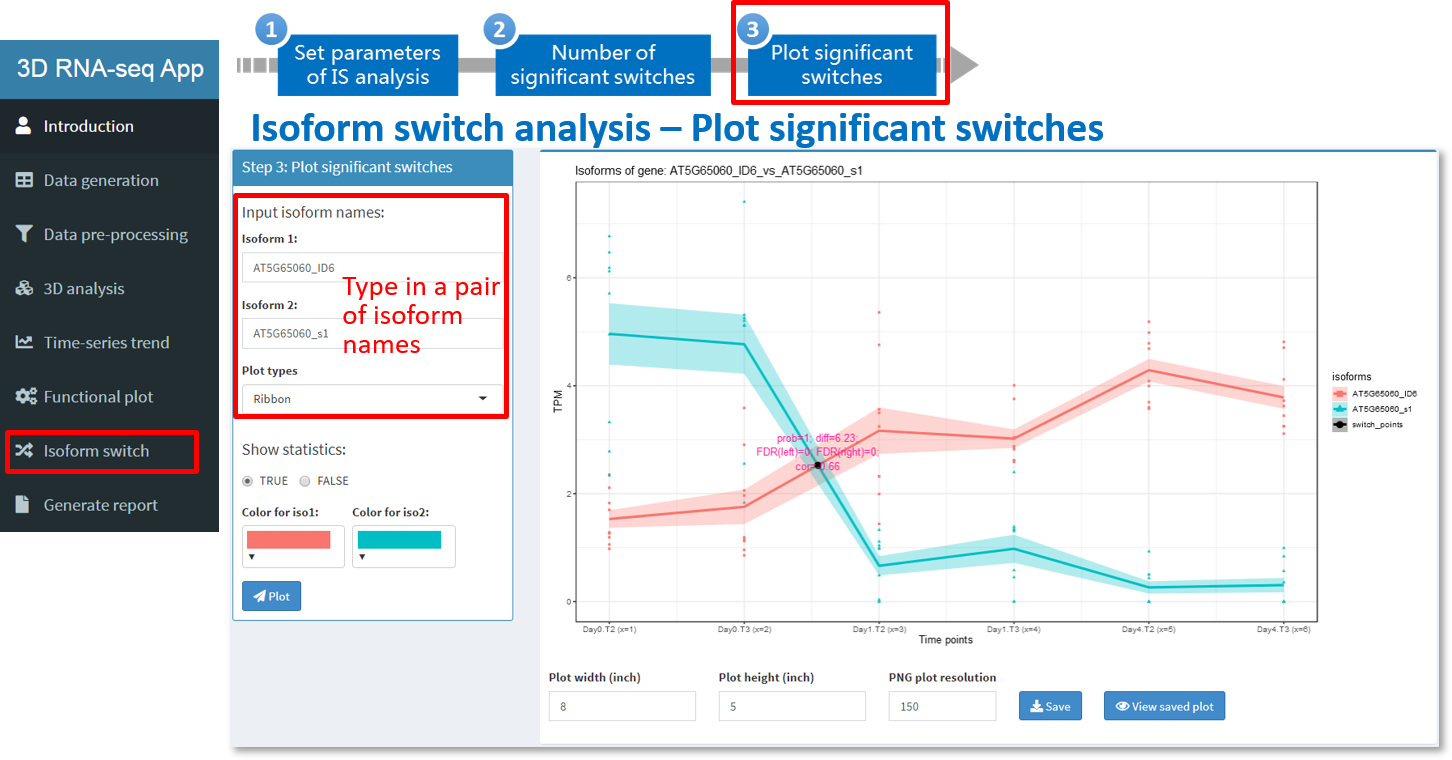 1
Set parameters
of IS analysis
2
Number of
significant switches
3
Plot significant
switches
3D RNA-seq App
Introduction
Data generation
Data pre-processing
3D analysis
Time-series trend
Functional plot
Isoform switch
Generate report
Isoform switch analysis – Plot significant switches
Step 3: Plot significant switches
Input isoform names:
Isoform 1:
AT5G65060_ID6
Isoform 2:
AT5G65060_s1
Type in a pair
of isoform
names
Plot types
Ribbon
Show statistics:
TRUE FALSE
Color for iso1: Color for iso2:
Plot
Isoforms of gene: AT5G65060_ID6_vs_AT5G65060_s1
TPM
6
4
2
0
prob=1; diff=6.23;
FDR(left)=0; FDR(right)=0;
Day0.T2 (x=1) Day0.T3 (x=2) Day1.T2 (x=3) Day1.T3 (x=4) Day4.T2 (x=5) Day4.T3 (x=6)
Time points
isoforms
AT5G65060_ID6
AT5G65060_s1
switch_points
Plot width (inch) Plot height (inch) PNG plot resolution
8 5 150 Save View saved plot